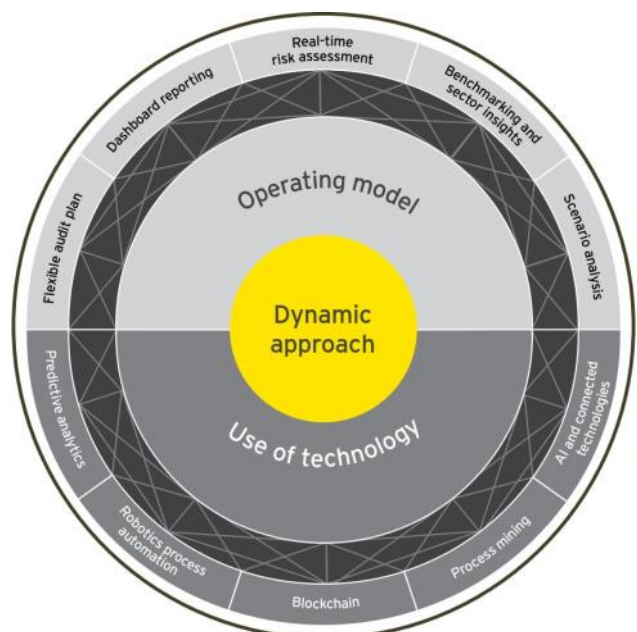 Real-time
risk assessment
Benchmarking and
sector insights
Scenario analysis
Dashboard reporting
Flexible audit plan
Operating model
Dynamic
approach
Use of technology
Predictive analytics
Robotics process
automation
Blockchain
Process mining
AI and connected
technologies